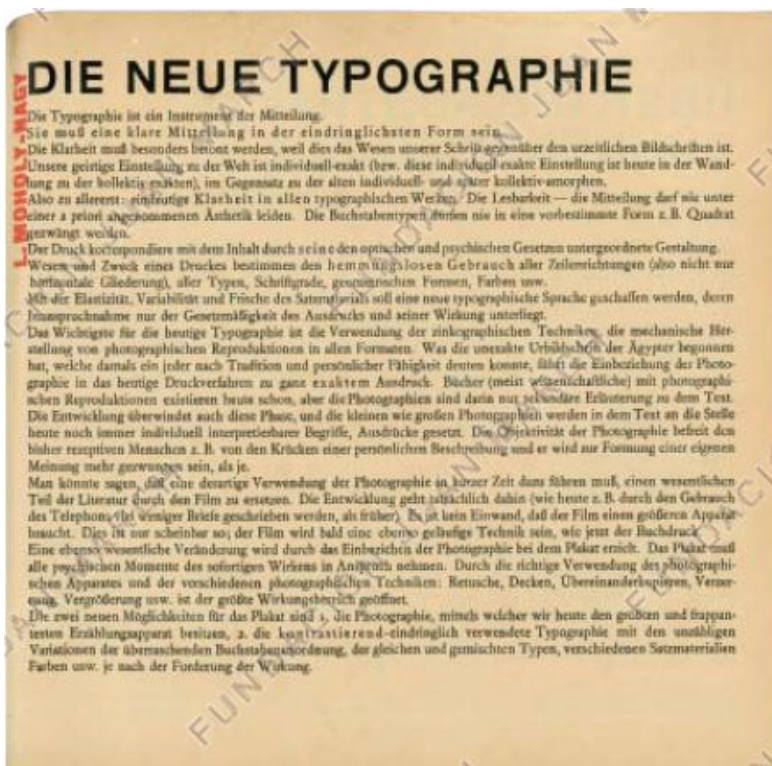 DIE NEUE TYPOGRAPHIE
L. MOHOLY-NAGY
Die Typographie ist ein Instrument der Mitteilung.
Sie muß eine klare Mitteilung in der eindringlichsten Form sein.
Die Klarheit muß besonders betont werden, weil dies das Wesen unserer Schrift gegenüber den urzeitlichen Bildschriften ist.
Unsere geistige Einstellung zu der Welt ist individuell-exakt (bzw. diese individuell-exakte Einstellung ist heute in der Wand-
lung zu der kollektiv exakten), im Gegensatz zu der alten individuell- und später kollektiv-amorphen.
Also zu allererst: eindeutige Klarheit in allen typographischen Werken. Die Lesbarkeit — die Mitteilung darf nie unter
einer a priori angenommenen Ästhetik leiden. Die Buchstabentypen dürfen nie in eine vorbestimmte Form z. B. Quadrat
gezwängt werden.
Der Druck korrespondiere mit dem Inhalt durch seine den optischen und psychischen Gesetzen untergeordnete Gestaltung.
Wesen und Zweck eines Druckes bestimmen den hemmungslosen Gebrauch aller Zeilenrichtungen (also nicht nur
horizontale Gliederung), aller Typen, Schriftgrade, geometrischen Formen, Farben usw.
Mit der Elastizität, Variabilität und Frische des Satzmaterials soll eine neue typographische Sprache geschaffen werden, deren
Inanspruchnahme nur der Gesetzmäßigkeit des Ausdrucks und seiner Wirkung unterliegt.
Das Wichtigste für die heutige Typographie ist die Verwendung der zinkographischen Techniken, die mechanische Her-
stellung von photographischen Reproduktionen in allen Formaten. Was die unexakte Urbildschrift der Ägypter begonnen
hat, welche damals ein jeder nach Tradition und persönlicher Fähigkeit deuten konnte, führt die Einbeziehung der Photo-
graphie in das heutige Druckverfahren zu ganz exaktem Ausdruck. Bücher (meist wissenschaftliche) mit photographi-
schen Reproduktionen existieren heute schon, aber die Photographien sind darin nur sekundäre Erläuterung zu dem Text.
Die Entwicklung überwindet auch diese Phase, und die kleinen wie großen Photographien werden in dem Text an die Stelle
heute noch immer individuell interpretierbarer Begriffe, Ausdrücke gesetzt. Die Objektivität der Photographie befreit den
bisher rezeptiven Menschen z. B. von den Krücken einer persönlichen Beschreibung und er wird zur Formung einer eigenen
Meinung mehr gezwungen sein, als je.
Man könnte sagen, daß eine derartige Verwendung der Photographie in kurzer Zeit dazu führen muß, einen wesentlichen
Teil der Literatur durch den Film zu ersetzen. Die Entwicklung geht tatsächlich dahin (wie heute z. B. durch den Gebrauch
des Telephons viel weniger Briefe geschrieben werden, als früher). Es ist kein Einwand, daß der Film einen größeren Apparat
braucht. Dies ist nur scheinbar so; der Film wird bald eine ebenso geläufige Technik sein, wie jetzt der Buchdruck.
Eine ebenso wesentliche Veränderung wird durch das Einbeziehen der Photographie bei dem Plakat erzielt. Das Plakat muß
alle psychischen Momente des sofortigen Wirkens in Anspruch nehmen. Durch die richtige Verwendung des photographi-
schen Apparates und der verschiedenen photographischen Techniken: Retusche, Decken, Übereinanderkopieren, Verzer-
rung, Vergrößerung usw. ist der größte Wirkungsbereich geöffnet.
Die zwei neuen Möglichkeiten für das Plakat sind 1. die Photographie, mittels welcher wir heute den größten und frappan-
testen Erzählungsapparat besitzen, 2. die kontrastierend-eindringlich verwendete Typographie mit den unzähligen
Variationen der überraschenden Buchstabenanordnung, der gleichen und gemischten Typen, verschiedenen Satzmaterialien
Farben usw. je nach der Forderung der Wirkung.
FUNDACIÓN JUAN MARCH